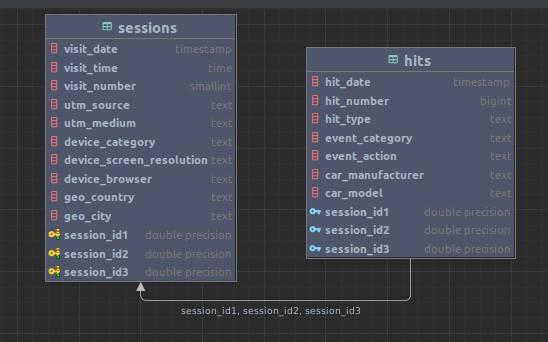 sessions
visit_date timestamp
visit_time time
visit_number smallint
utm_source text
utm_medium text
device_category text
device_screen_resolution text
device_browser text
geo_country text
geo_city text
session_id1 double precision
session_id2 double precision
session_id3 double precision
hits
hit_date timestamp
hit_number bigint
hit_type text
event_category text
event_action text
car_manufacturer text
car_model text
session_id1 double precision
session_id2 double precision
session_id3 double precision
session_id1, session_id2, session_id3